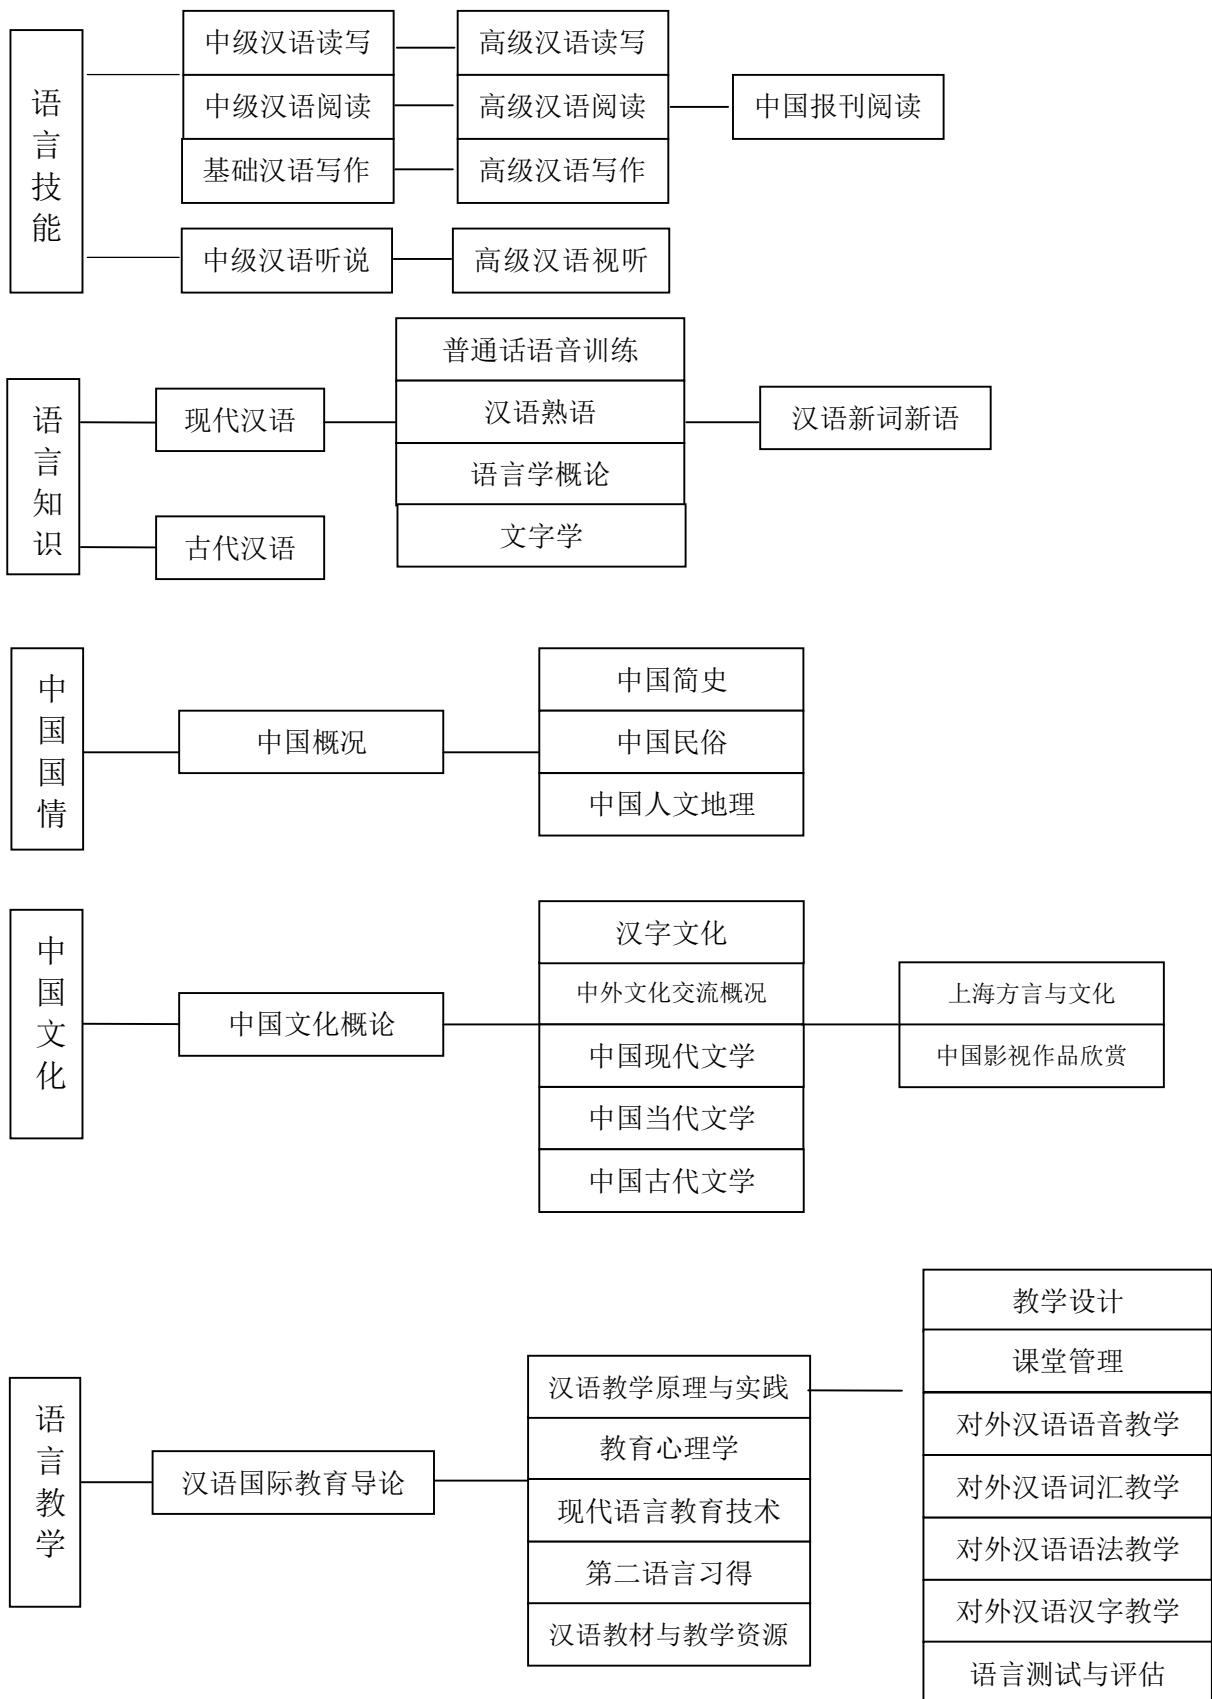 语言技能
中级汉语读写
高级汉语读写
中级汉语阅读
高级汉语阅读
中国报刊阅读
基础汉语写作
高级汉语写作
中级汉语听说
高级汉语视听
语言知识
现代汉语
普通话语音训练
汉语熟语
语言学概论
文字学
汉语新词新语
古代汉语
中国国情
中国概况
中国简史
中国民俗
中国人文地理
中国文化
中国文化概论
汉字文化
中外文化交流概况
中国现代文学
中国当代文学
中国古代文学
上海方言与文化
中国影视作品欣赏
语言教学
汉语国际教育导论
汉语教学原理与实践
教育心理学
现代语言教育技术
第二语言习得
汉语教材与教学资源
教学设计
课堂管理
对外汉语语音教学
对外汉语词汇教学
对外汉语语法教学
对外汉语汉字教学
语言测试与评估